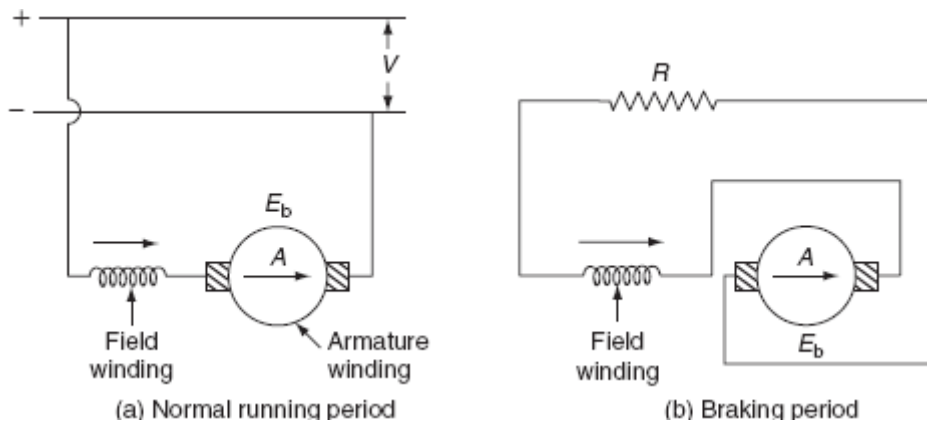 +
V
−
E_b
A
Field
winding
Armature
winding
(a) Normal running period
R
A
E_b
Field
winding
(b) Braking period